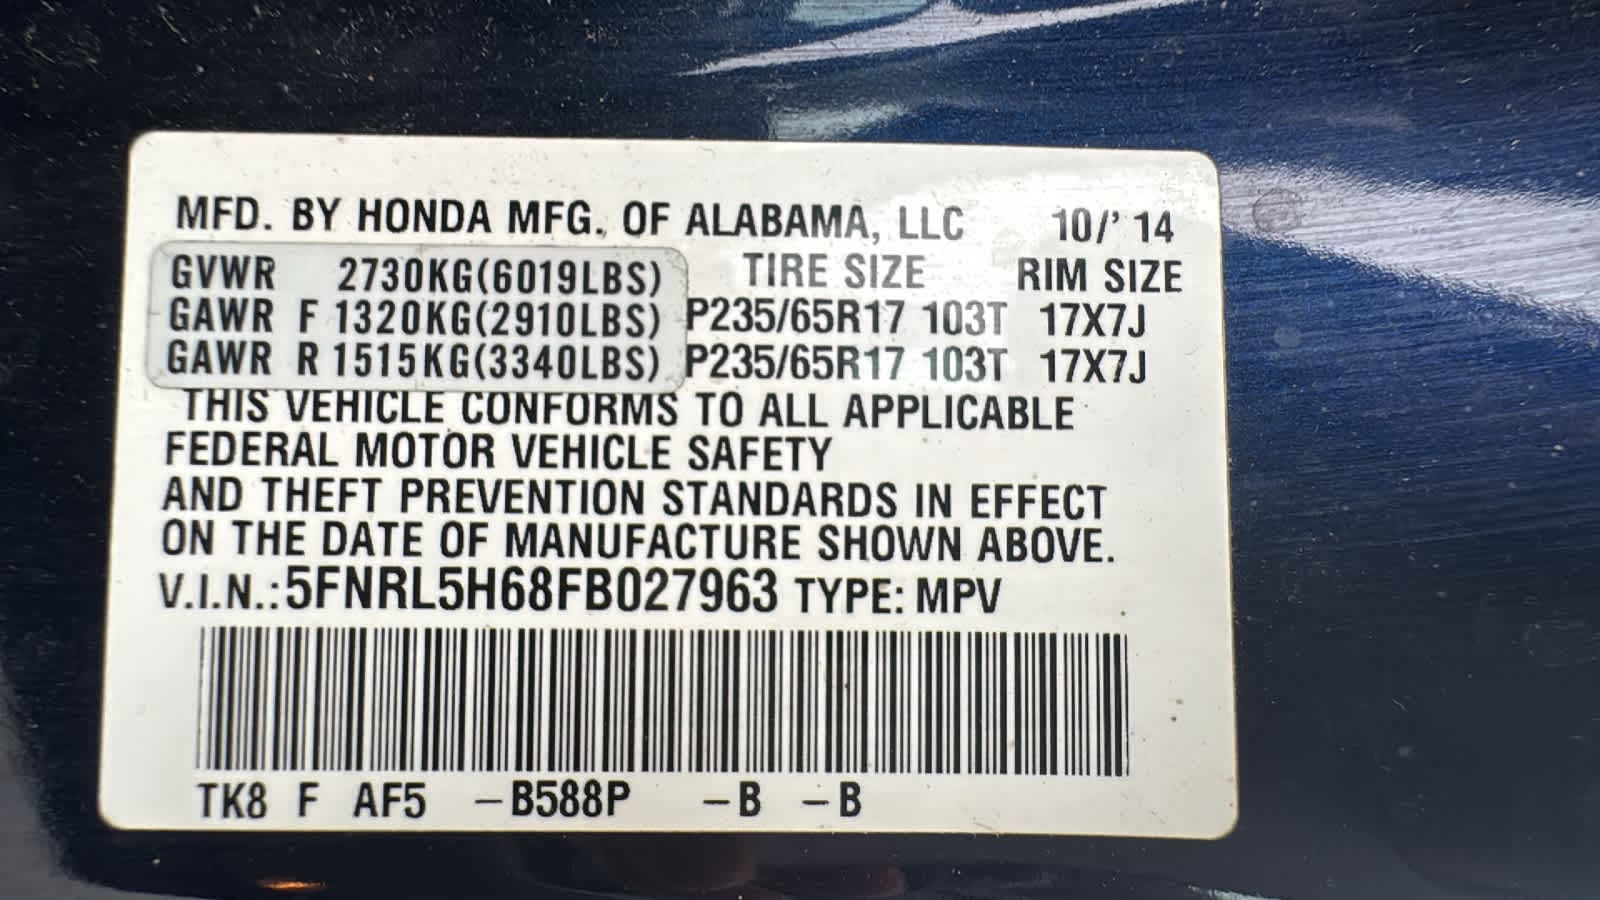 MFD. BY HONDA MFG. OF ALABAMA, LLC 10/' 14
GVWR 2730KG(6019LBS) TIRE SIZE RIM SIZE
GAWR F 1320KG(2910LBS) P235/65R17 103T 17X7J
GAWR R 1515KG(3340LBS) P235/65R17 103T 17X7J
THIS VEHICLE CONFORMS TO ALL APPLICABLE
FEDERAL MOTOR VEHICLE SAFETY
AND THEFT PREVENTION STANDARDS IN EFFECT
ON THE DATE OF MANUFACTURE SHOWN ABOVE.
V.I.N.:5FNRL5H68FB027963 TYPE: MPV
TK8 F AF5 –B588P –B –B